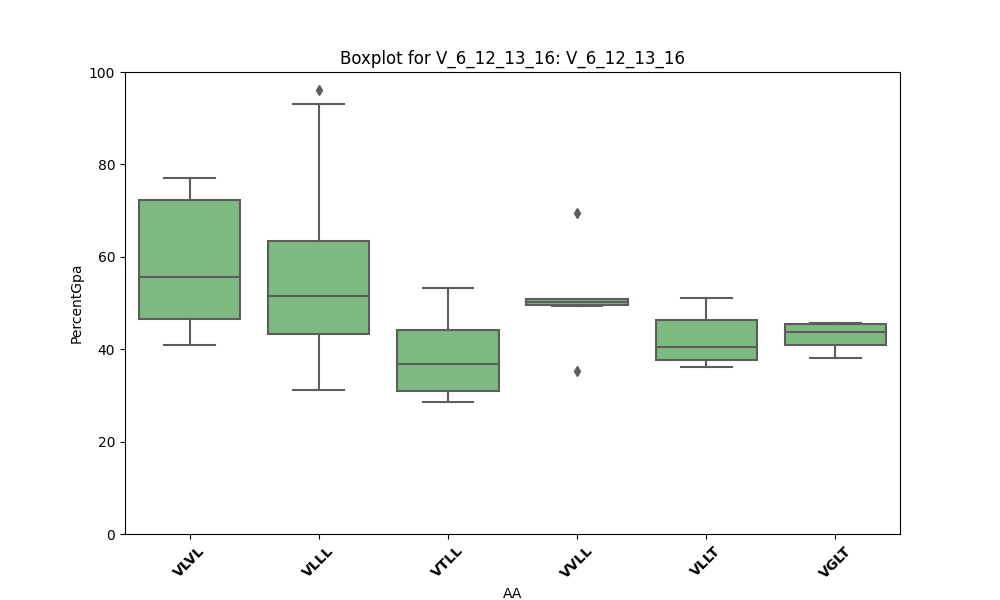 Boxplot for V_6_12_13_16: V_6_12_13_16
100
80
60
40
20
0
PercentGpa
VLVL
VLLL
VTLL
VVLL
VLLT
VGLT
AA